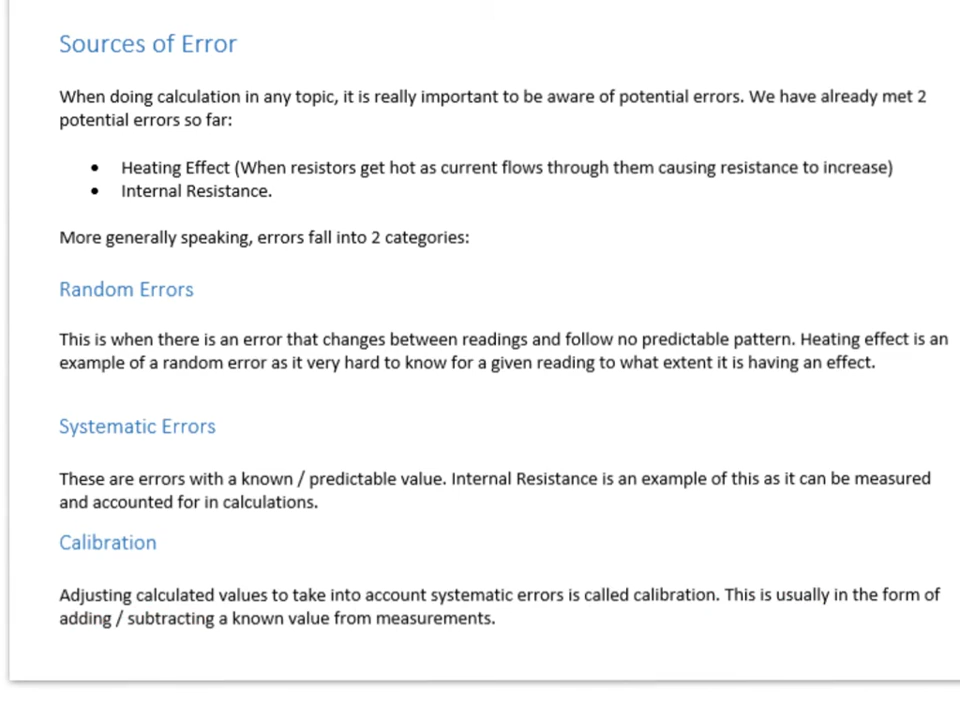 Sources of Error
When doing calculation in any topic, it is really important to be aware of potential errors. We have already met 2
potential errors so far:
• Heating Effect (When resistors get hot as current flows through them causing resistance to increase)
• Internal Resistance.
More generally speaking, errors fall into 2 categories:
Random Errors
This is when there is an error that changes between readings and follow no predictable pattern. Heating effect is an
example of a random error as it very hard to know for a given reading to what extent it is having an effect.
Systematic Errors
These are errors with a known / predictable value. Internal Resistance is an example of this as it can be measured
and accounted for in calculations.
Calibration
Adjusting calculated values to take into account systematic errors is called calibration. This is usually in the form of
adding / subtracting a known value from measurements.